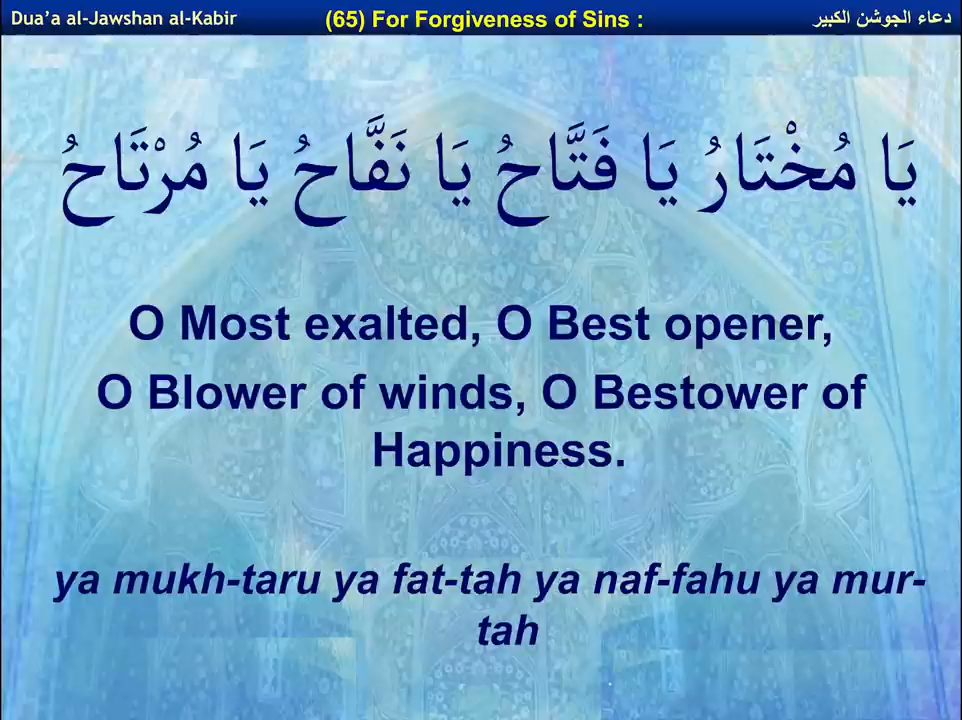 Dua’a al-Jawshan al-Kabir (65) For Forgiveness of Sins : دعاء الجوشن الكبير
يَا مُخْتَارُ يَا فَتَّاحُ يَا نَفَّاحُ يَا مُرْتَاحُ
O Most exalted, O Best opener,
O Blower of winds, O Bestower of
Happiness.
ya mukh-taru ya fat-tah ya naf-fahu ya mur-
tah